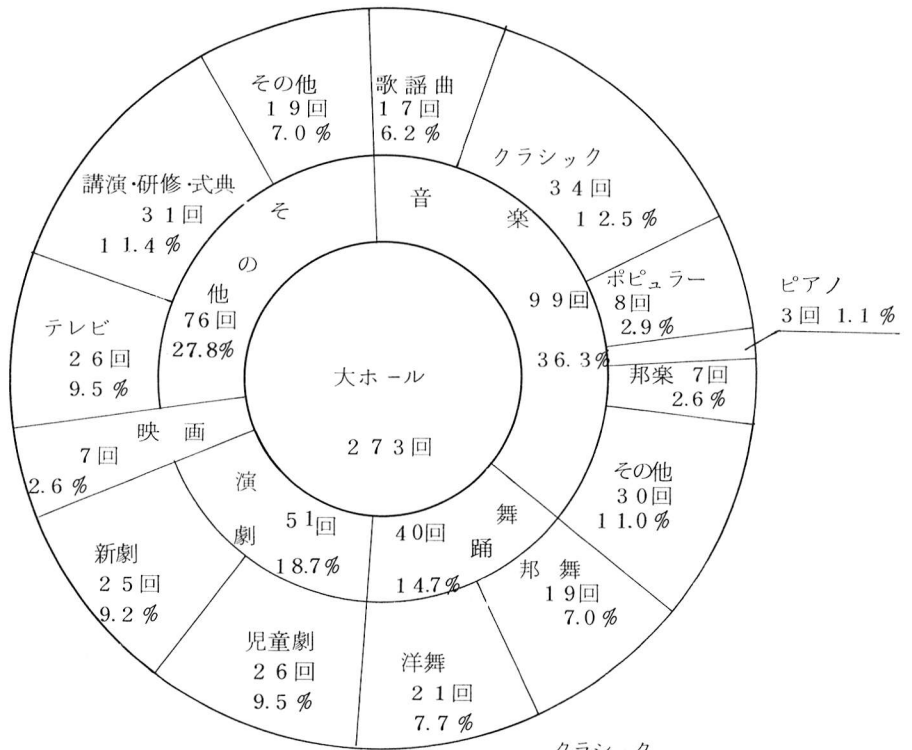 大ホール
273回
音楽
99回
36.3%
歌謡曲
17回
6.2%
クラシック
34回
12.5%
ポピュラー
8回
2.9%
ピアノ
3回 1.1%
邦楽 7回
2.6%
その他
30回
11.0%
舞踊
40回
14.7%
邦舞
19回
7.0%
洋舞
21回
7.7%
演劇
51回
18.7%
児童劇
26回
9.5%
新劇
25回
9.2%
映画
7回
2.6%
その他
76回
27.8%
テレビ
26回
9.5%
講演・研修・式典
31回
11.4%
その他
19回
7.0%
クラシック